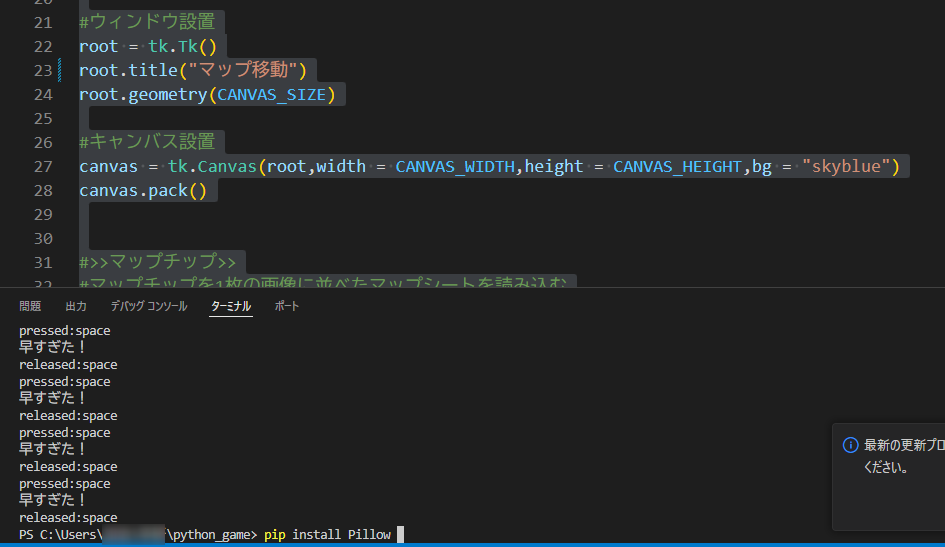 20
21 #ウィンドウ設置
22 root = tk.Tk()
23 root.title("マップ移動")
24 root.geometry(CANVAS_SIZE)
25
26 #キャンバス設置
27 canvas = tk.Canvas(root,width = CANVAS_WIDTH,height = CANVAS_HEIGHT,bg = "skyblue")
28 canvas.pack()
29
30
31 #>>マップチップ>>
32 #マップチップを1枚の画像に並べたマップシートを読み込む
問題 出力 デバッグ コンソール ターミナル ポート
pressed:space
早すぎた！
released:space
pressed:space
早すぎた！
released:space
pressed:space
早すぎた！
released:space
pressed:space
早すぎた！
released:space
最新の更新プロ
ください。
PS C:\Users\ \python_game> pip install Pillow